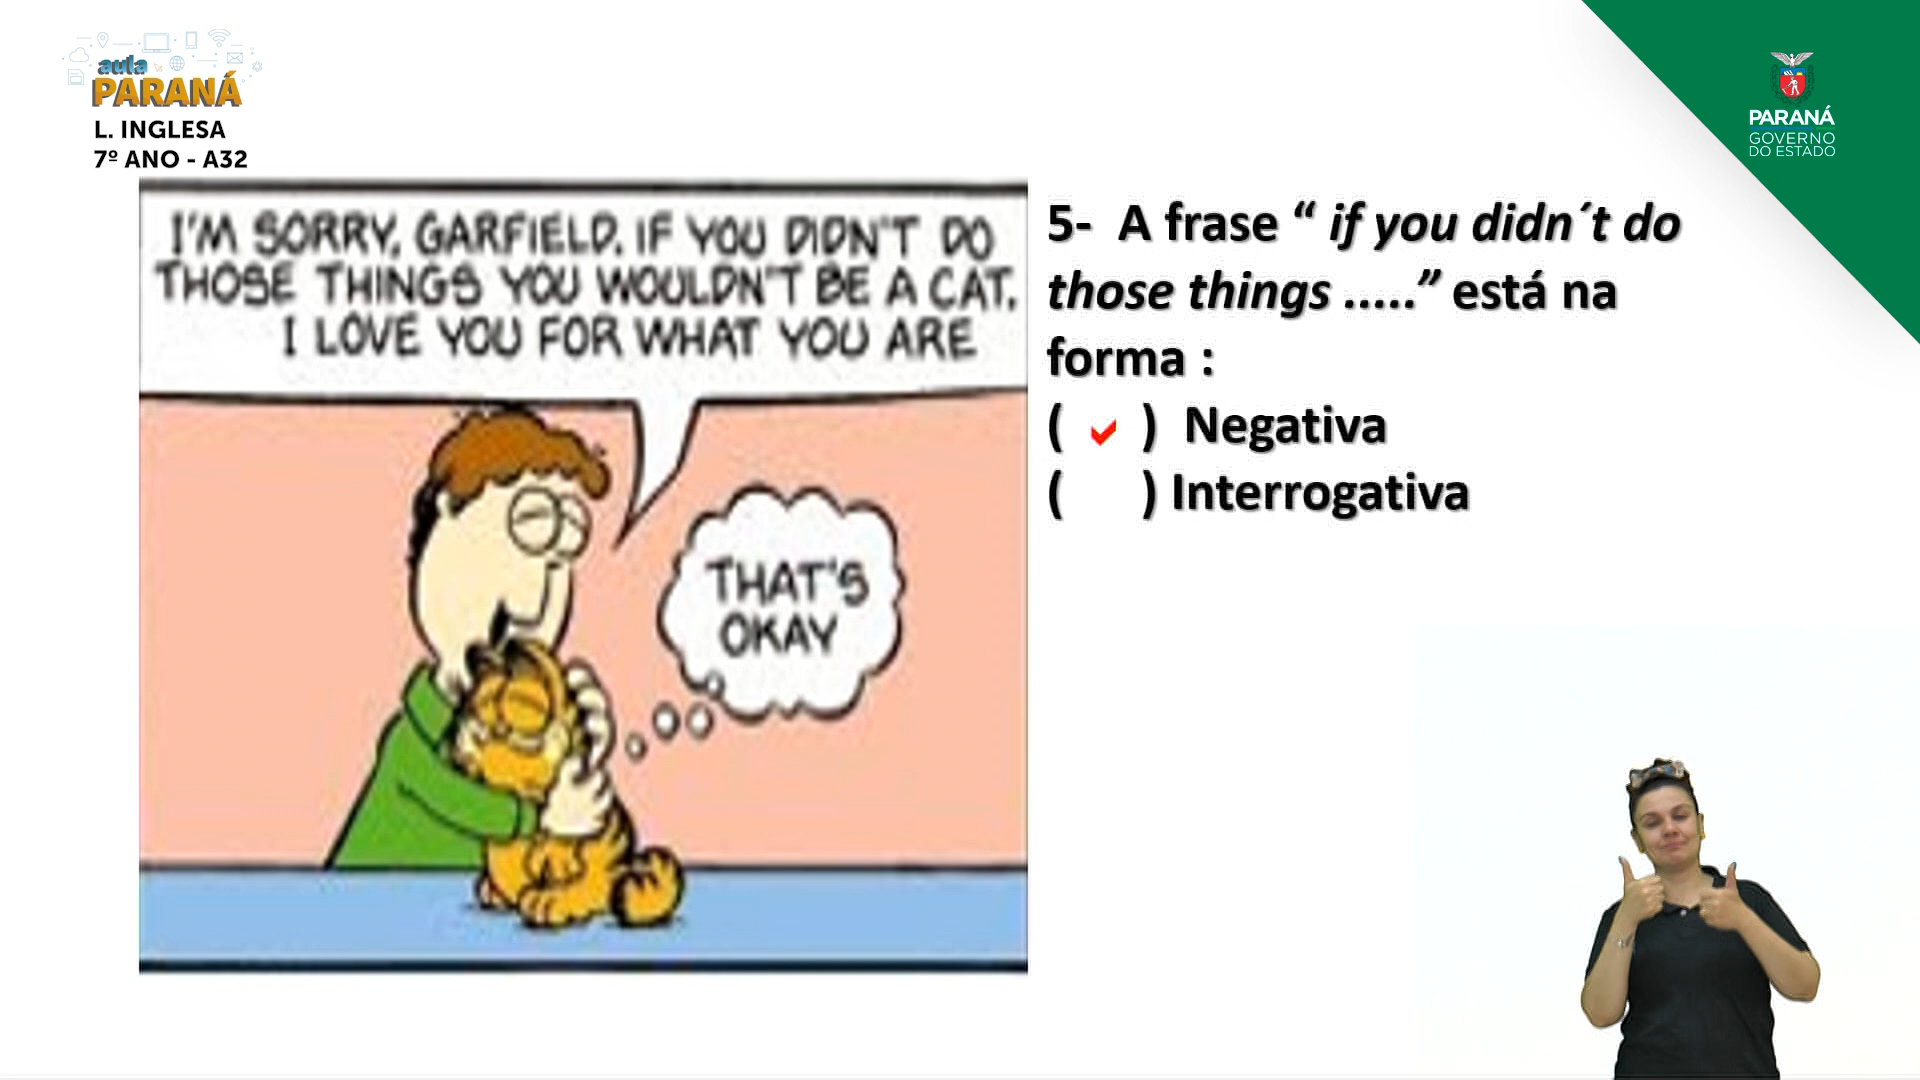 aula
PARANÁ
L. INGLESA
7º ANO - A32
PARANÁ
GOVERNO
DO ESTADO
I'M SORRY, GARFIELD. IF YOU DIDN'T DO
THOSE THINGS YOU WOULDN'T BE A CAT.
I LOVE YOU FOR WHAT YOU ARE
THAT'S
OKAY
5- A frase “ if you didn´t do
those things .....” está na
forma :
( ✓ ) Negativa
( ) Interrogativa